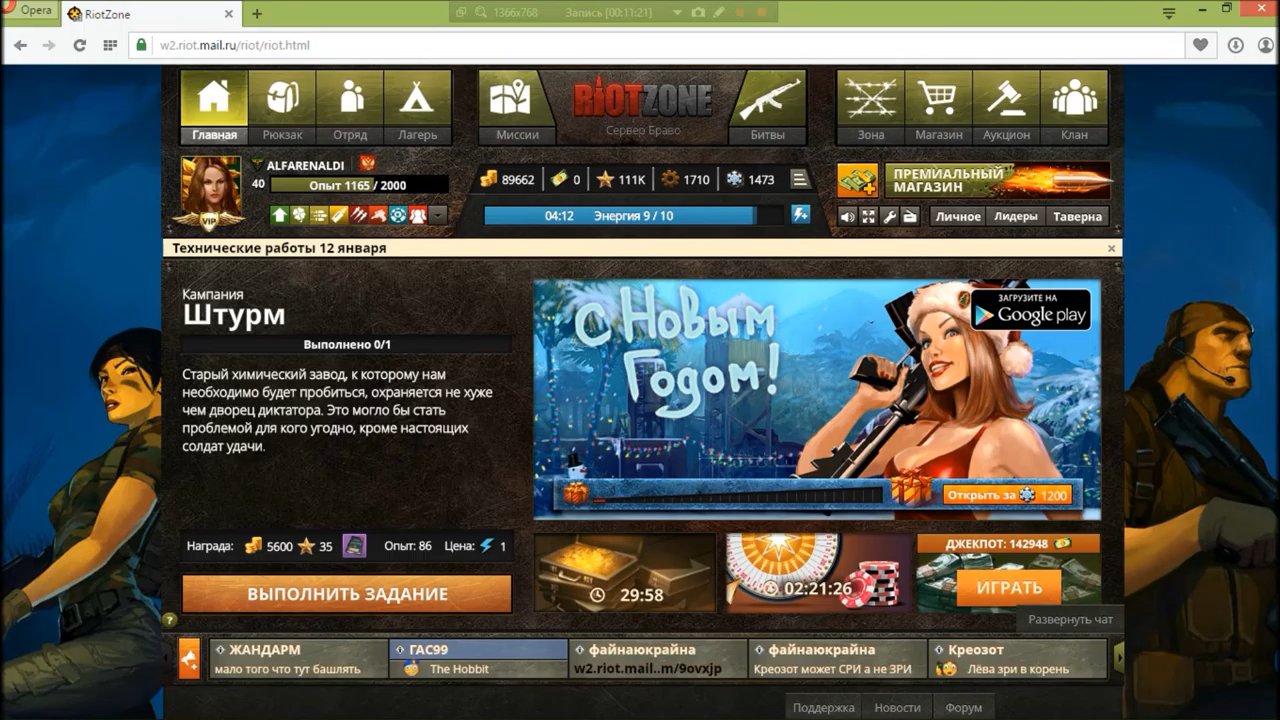 Opera
RiotZone
1366x768
Запись [00:11:21]
w2.riot.mail.ru/riot/riot.html
Главная
Рюкзак
Отряд
Лагерь
Миссии
RIOTZONE
Сервер Браво
Битвы
Зона
Магазин
Аукцион
Клан
ALFARENALDI
40
Опыт 1165 / 2000
VIP
89662
0
111K
1710
1473
04:12 Энергия 9 / 10
ПРЕМИАЛЬНЫЙ
МАГАЗИН
Личное
Лидеры
Таверна
Технические работы 12 января
Кампания
Штурм
Выполнено 0/1
Старый химический завод, к которому нам
необходимо будет пробиться, охраняется не хуже
чем дворец диктатора. Это могло бы стать
проблемой для кого угодно, кроме настоящих
солдат удачи.
Награда: 5600 35 Опыт: 86 Цена: 1
ВЫПОЛНИТЬ ЗАДАНИЕ
С Новым
Годом!
ЗАГРУЗИТЕ НА
Google play
Открыть за 1200
29:58
02:21:26
ДЖЕКПОТ: 142948
ИГРАТЬ
Развернуть чат
ЖАНДАРМ
мало того что тут башлять
ГАС99
The Hobbit
файнаюкрайна
w2.riot.mail..m/9ovxjp
файнаюкрайна
Креозот может СРИ а не ЗРИ
Креозот
Лёва зри в корень
Поддержка
Новости
Форум